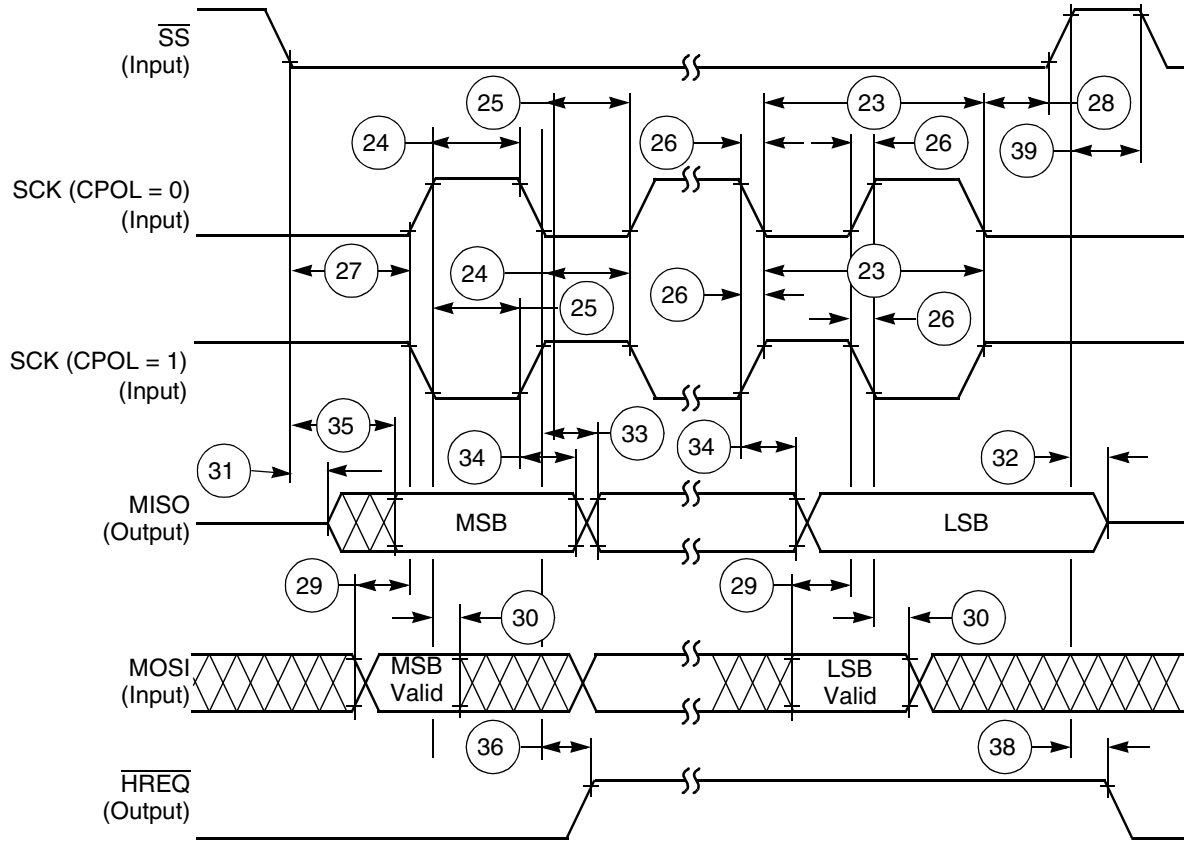 SS
(Input)
25
23
28
24
26
26
39
SCK (CPOL = 0)
(Input)
27
24
23
26
25
26
SCK (CPOL = 1)
(Input)
35
33
34
34
31
32
MISO
(Output)
MSB
LSB
29
29
30
30
MOSI
(Input)
MSB
Valid
LSB
Valid
36
38
HREQ
(Output)